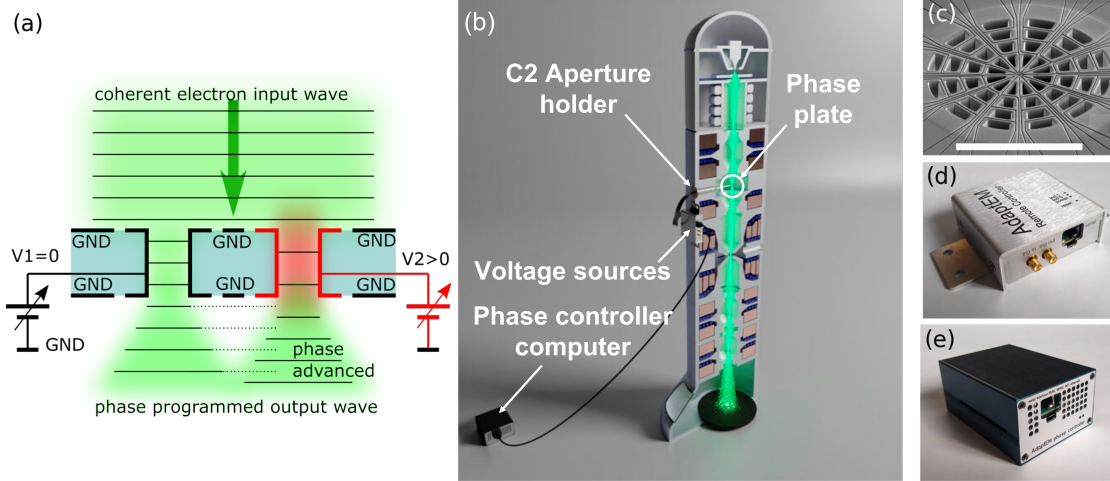 (a)
coherent electron input wave
GND
GND
GND
V1=0
V2>0
GND
GND
GND
GND
phase
advanced
phase programmed output wave
(b)
C2 Aperture
holder
Phase
plate
Voltage sources
Phase controller
computer
(c)
(d)
AdaptEM
Remote Controller
(e)
AdaptEM phase controller